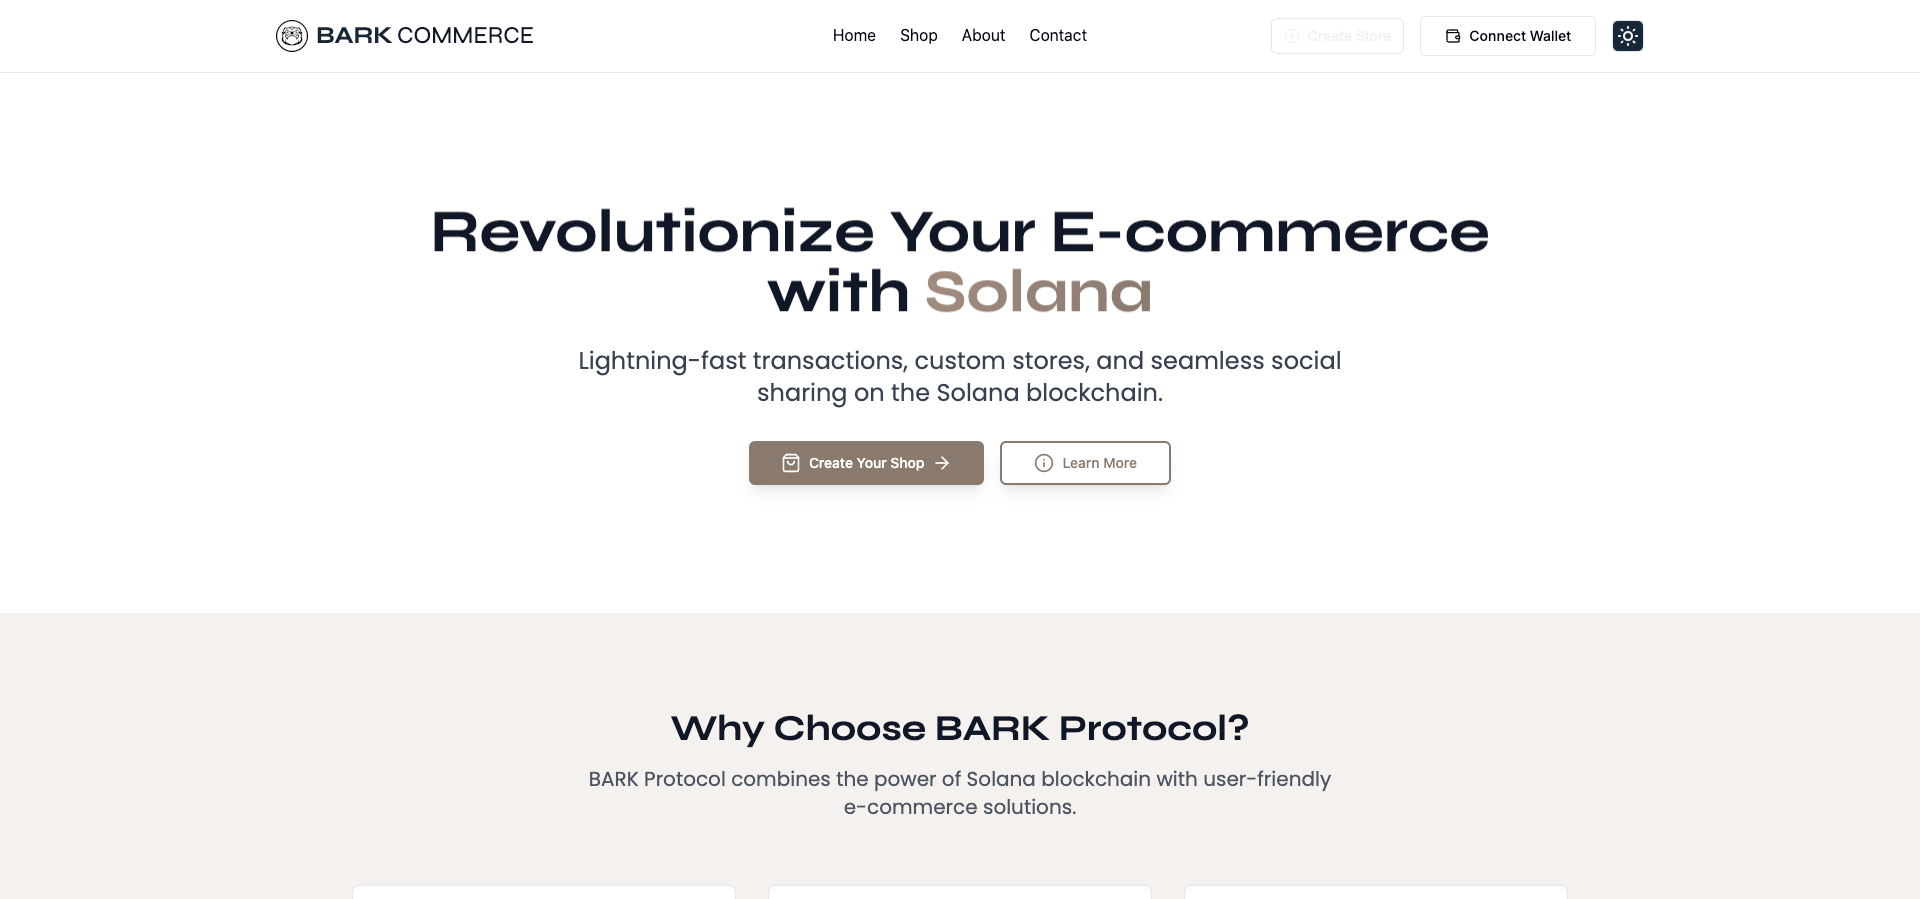 BARK COMMERCE
Home
Shop
About
Contact
Create Store
Connect Wallet
Revolutionize Your E-commerce
with Solana
Lightning-fast transactions, custom stores, and seamless social
sharing on the Solana blockchain.
Create Your Shop
Learn More
Why Choose BARK Protocol?
BARK Protocol combines the power of Solana blockchain with user-friendly
e-commerce solutions.